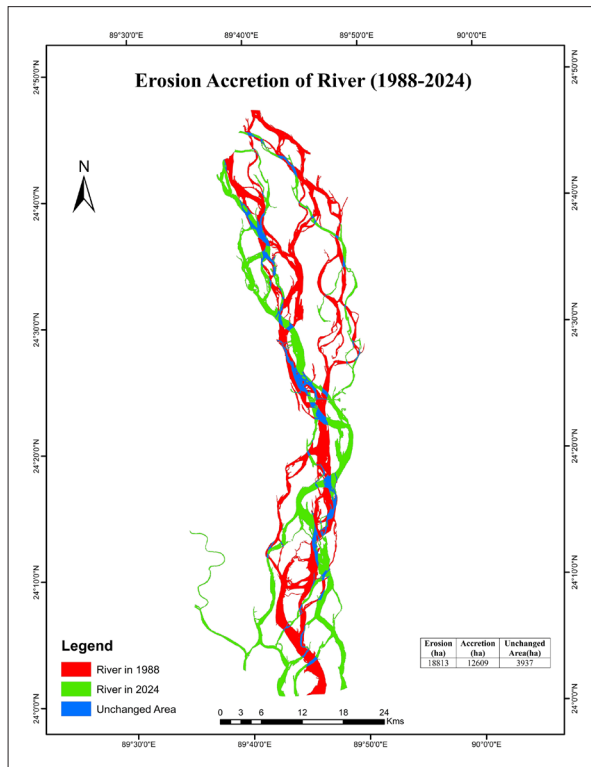 89°30'0"E 89°40'0"E 89°50'0"E 90°0'0"E
Erosion Accretion of River (1988-2024)
24°50'0"N 24°50'0"N
N
24°40'0"N 24°40'0"N
24°30'0"N 24°30'0"N
24°20'0"N 24°20'0"N
24°10'0"N 24°10'0"N
24°0'0"N 24°0'0"N
Legend
River in 1988
River in 2024
Unchanged Area
Erosion (ha) Accretion (ha) Unchanged Area(ha)
18813 12609 3937
0 3 6 12 18 24
Kms
89°30'0"E 89°40'0"E 89°50'0"E 90°0'0"E